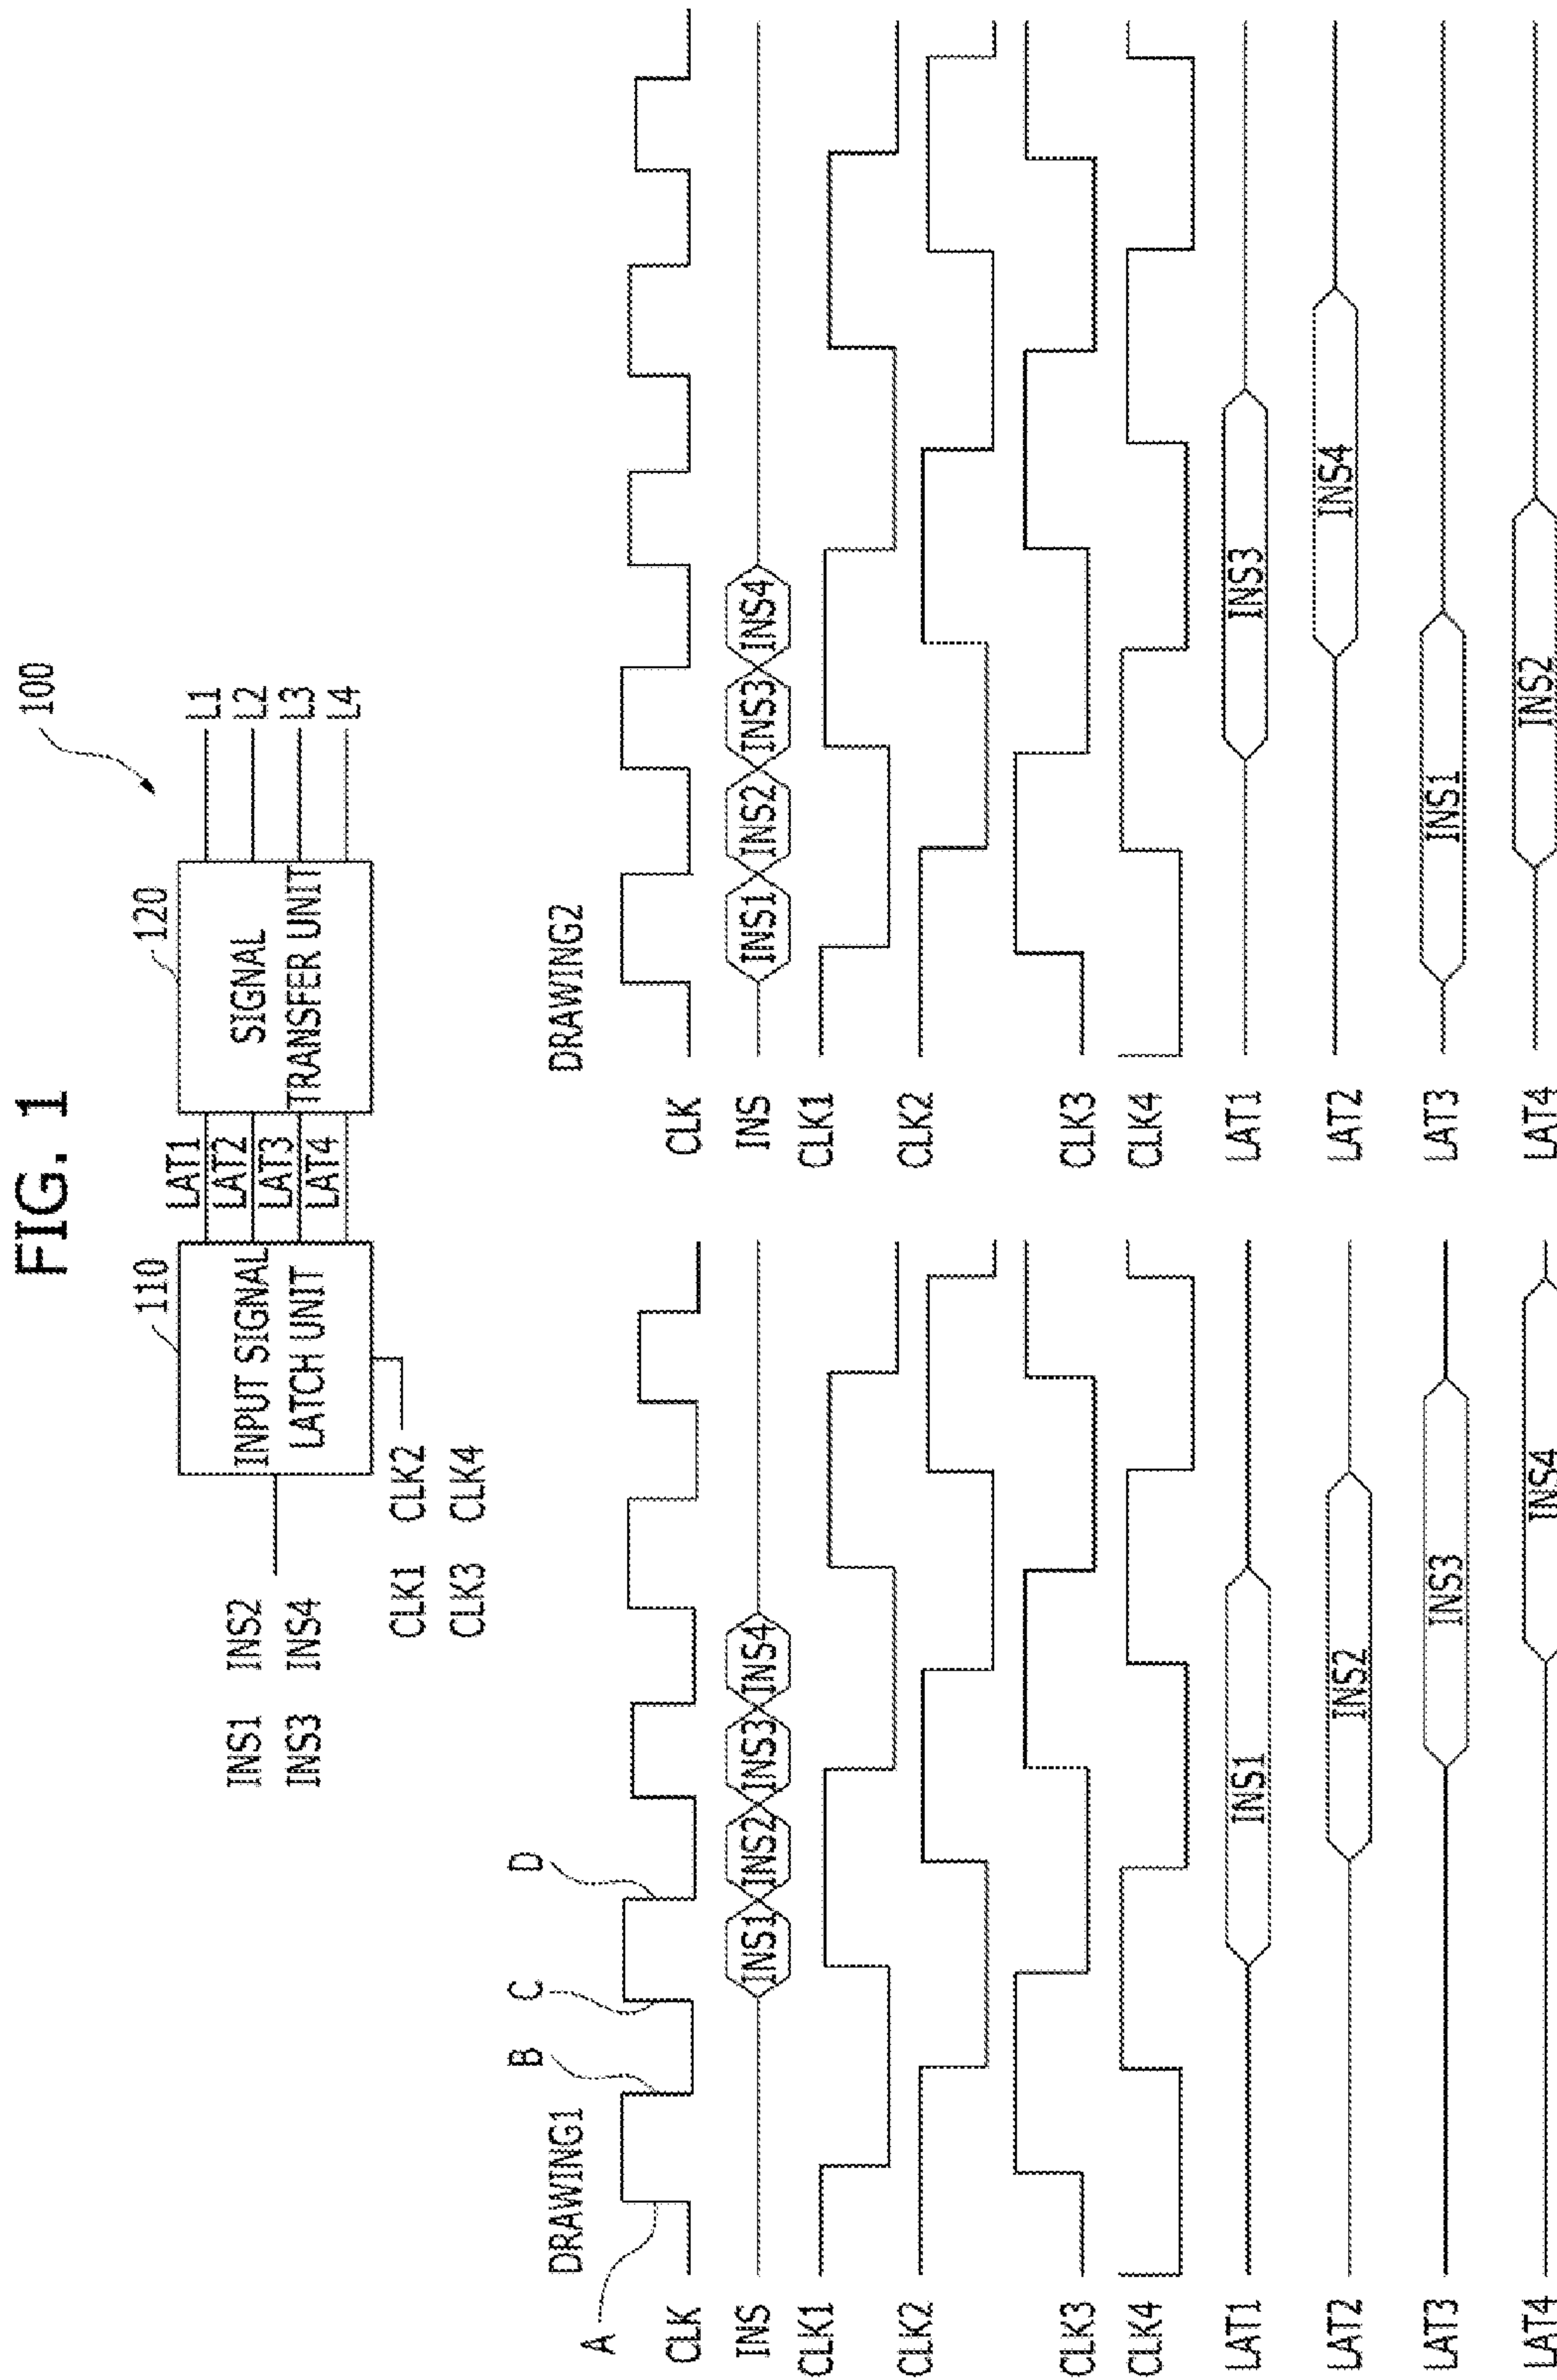 FIG. 1
100
110
120
INS1 INS2
INS3 INS4
INPUT SIGNAL
LATCH UNIT
LAT1
LAT2
LAT3
LAT4
SIGNAL
TRANSFER UNIT
L1
L2
L3
L4
CLK1 CLK2
CLK3 CLK4
DRAWING1
A
B
C
D
CLK
INS
INS1 INS2 INS3 INS4
CLK1
CLK2
CLK3
CLK4
LAT1
INS1
LAT2
INS2
LAT3
INS3
LAT4
INS4
DRAWING2
CLK
INS
INS1 INS2 INS3 INS4
CLK1
CLK2
CLK3
CLK4
LAT1
INS3
LAT2
INS4
LAT3
INS1
LAT4
INS2